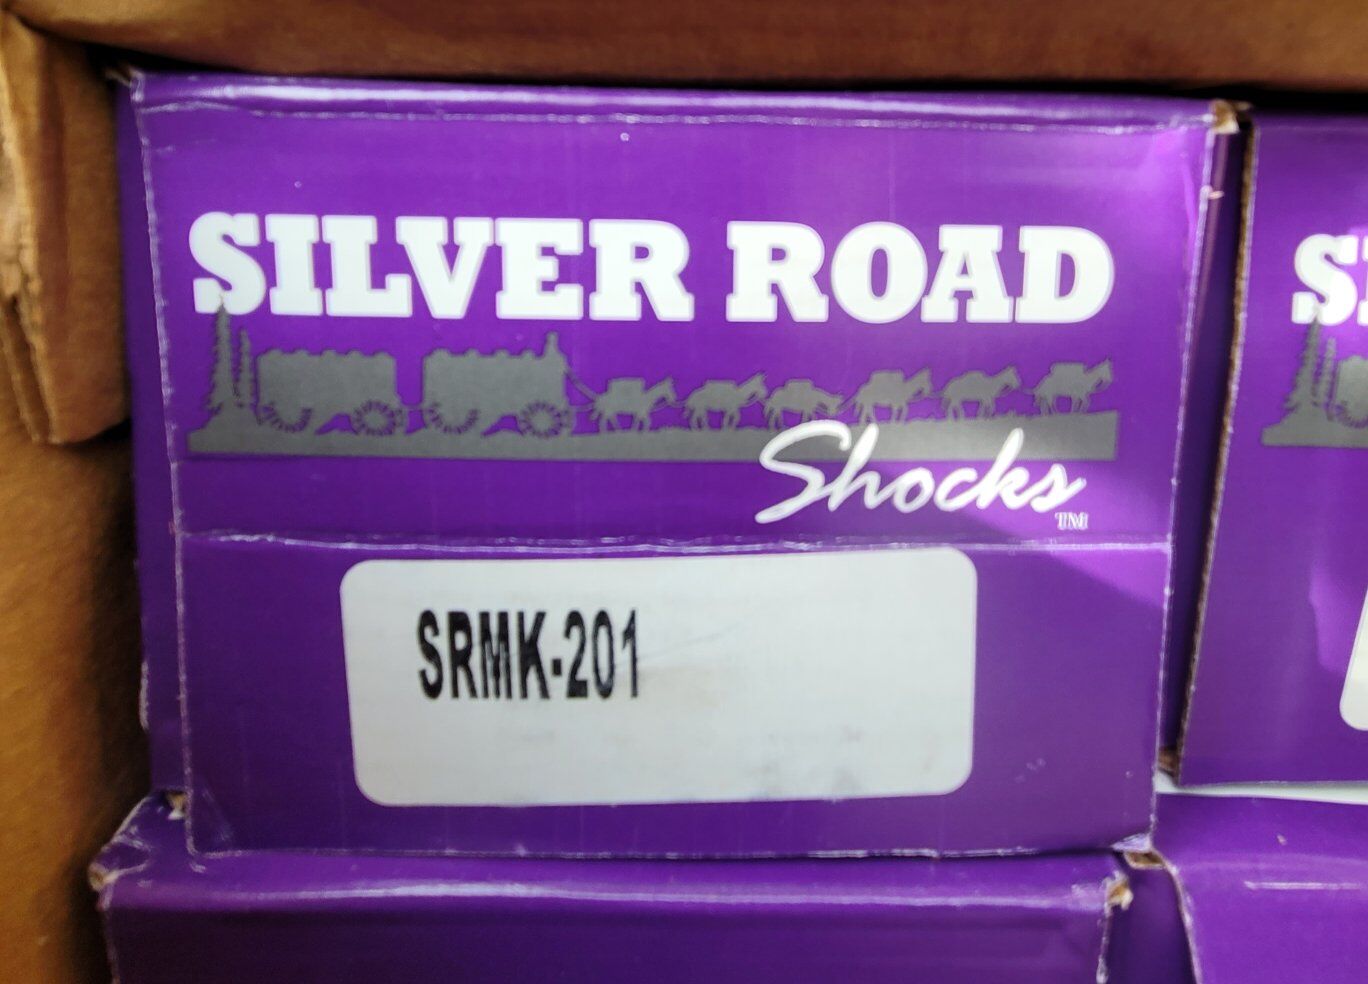 SILVER ROAD
Shocks
TM
SRMK-201
S